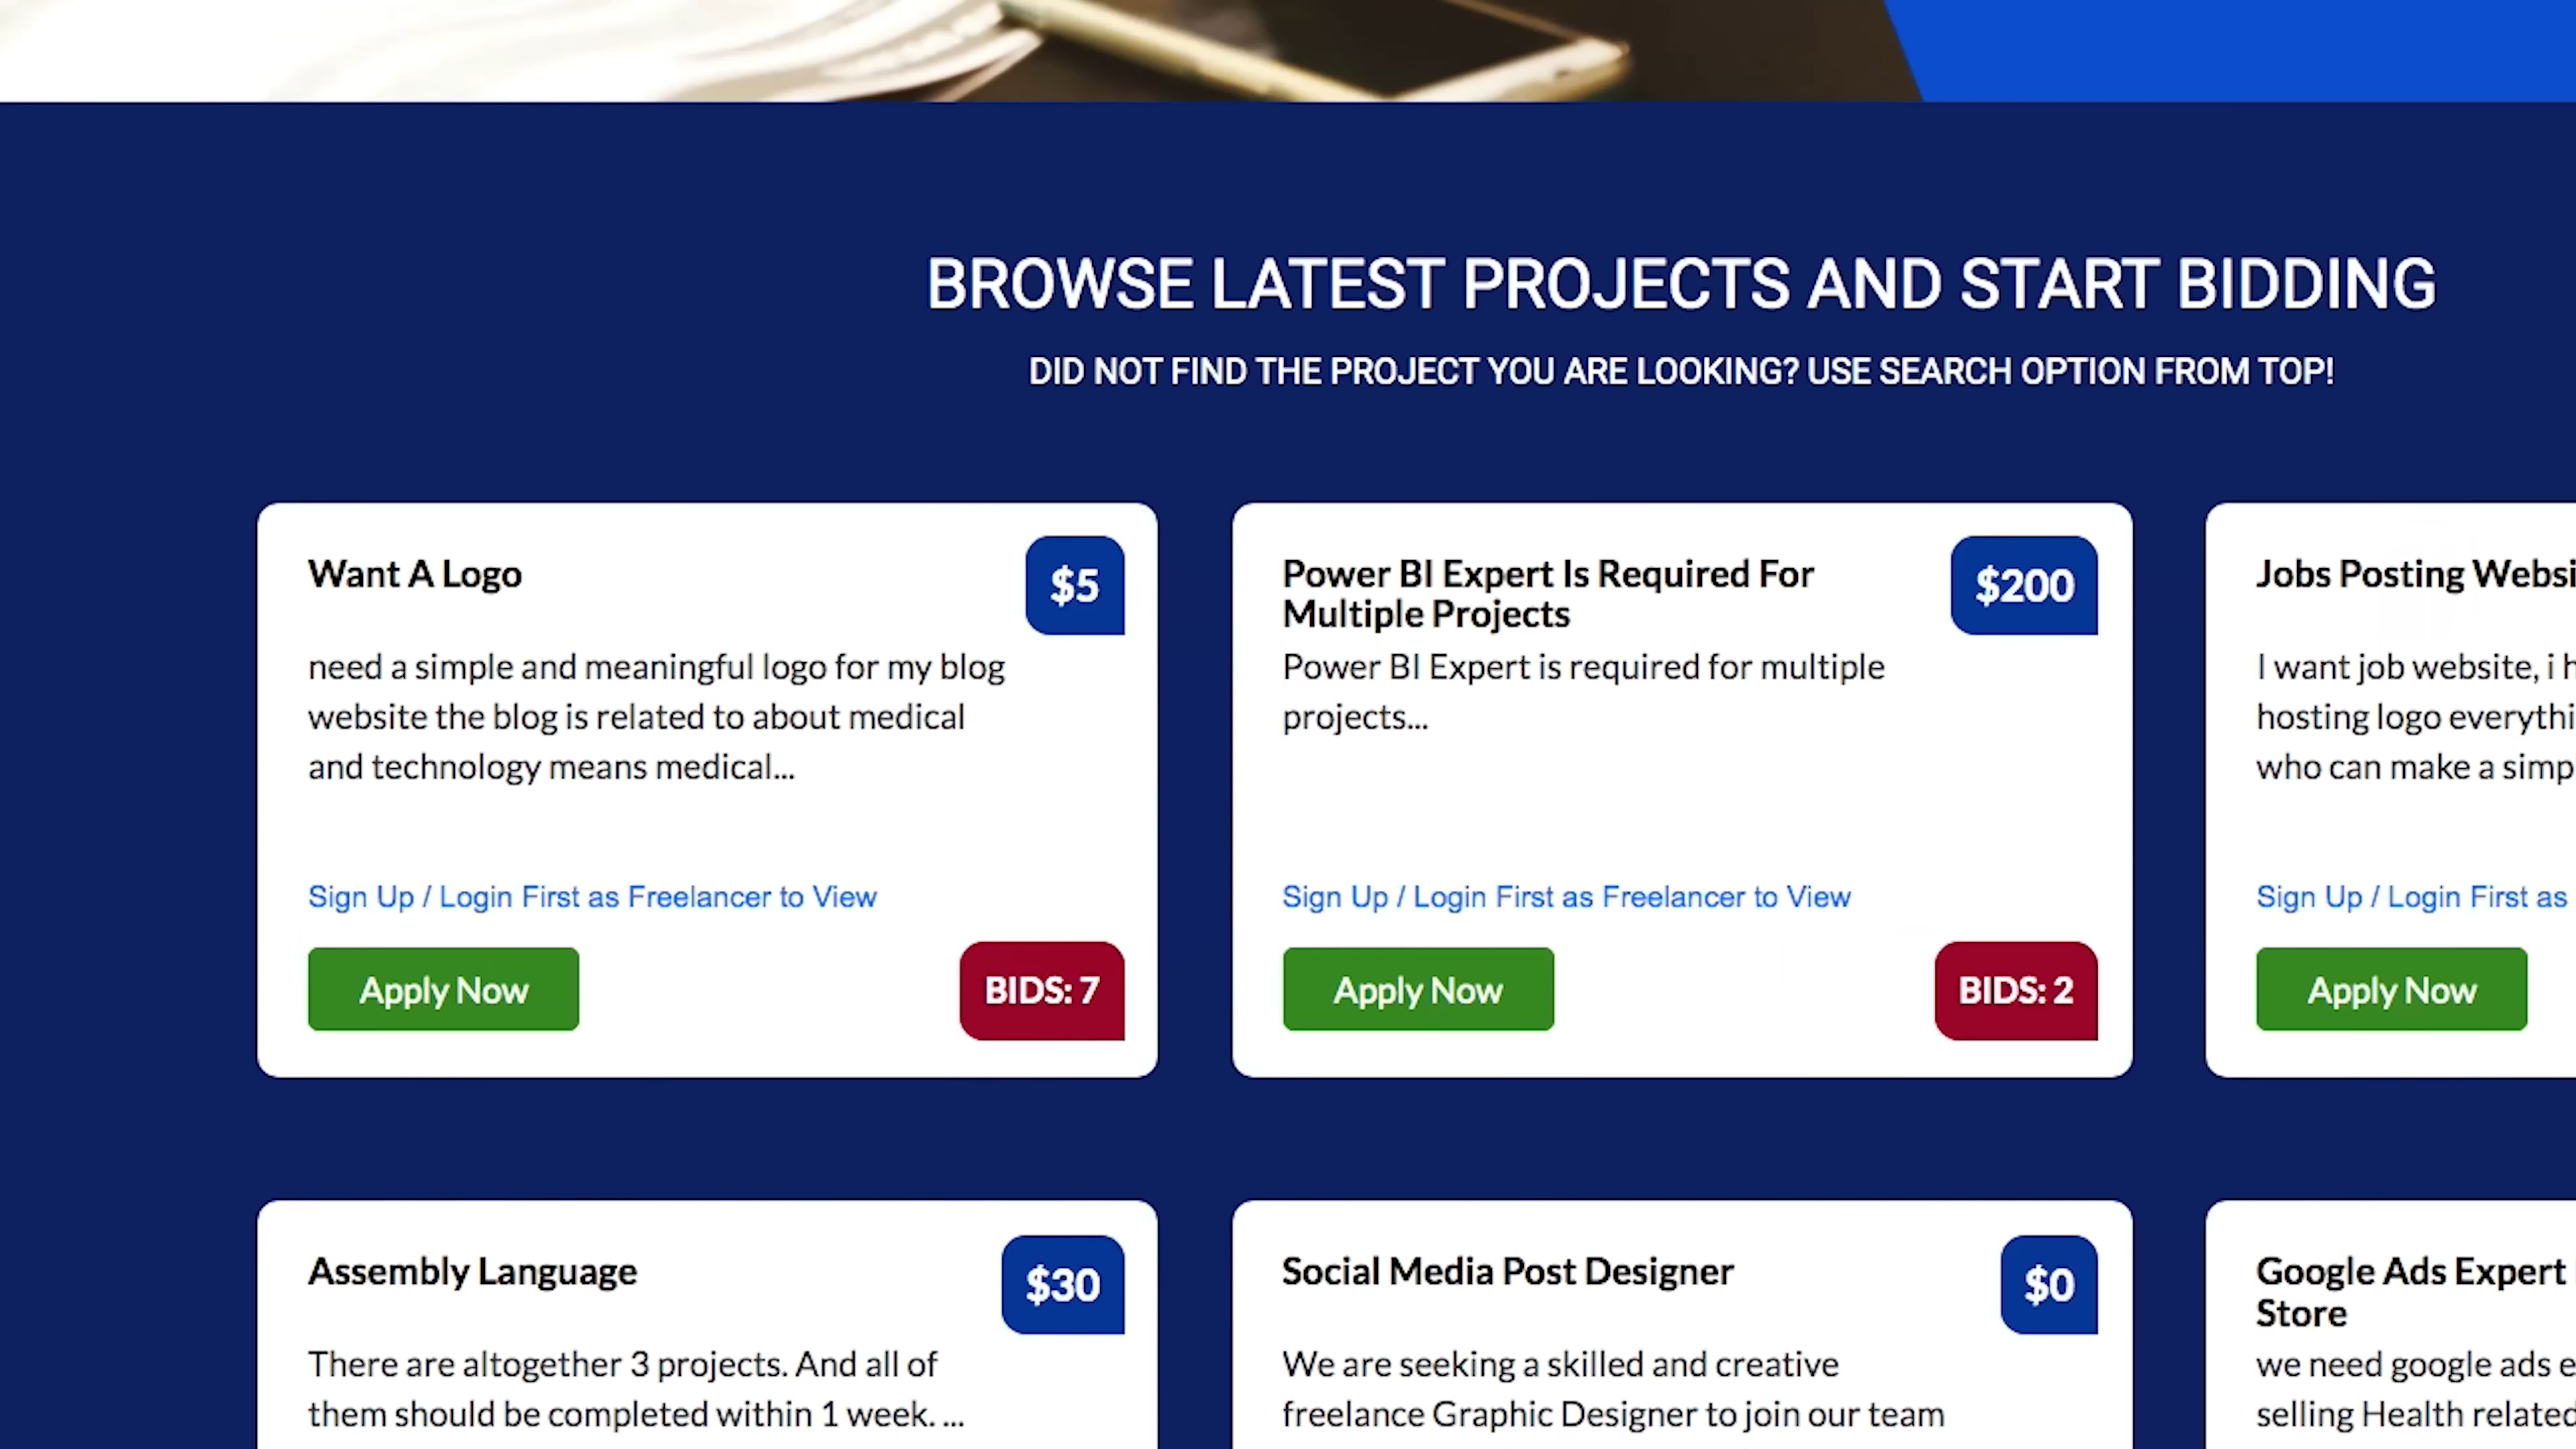 BROWSE LATEST PROJECTS AND START BIDDING
DID NOT FIND THE PROJECT YOU ARE LOOKING? USE SEARCH OPTION FROM TOP!
Want A Logo
$5
need a simple and meaningful logo for my blog
website the blog is related to about medical
and technology means medical...
Sign Up / Login First as Freelancer to View
Apply Now
BIDS: 7
Power BI Expert Is Required For
Multiple Projects
$200
Power BI Expert is required for multiple
projects...
Sign Up / Login First as Freelancer to View
Apply Now
BIDS: 2
Jobs Posting
I want job website, i
hosting logo
who can make a
Sign Up / Login First as
Apply Now
Assembly Language
$30
There are altogether 3 projects. And all of
them should be completed within 1 week. ...
Social Media Post Designer
$0
We are seeking a skilled and creative
freelance Graphic Designer to join our team
Google Ads Expert
Store
we need google ads
selling Health related